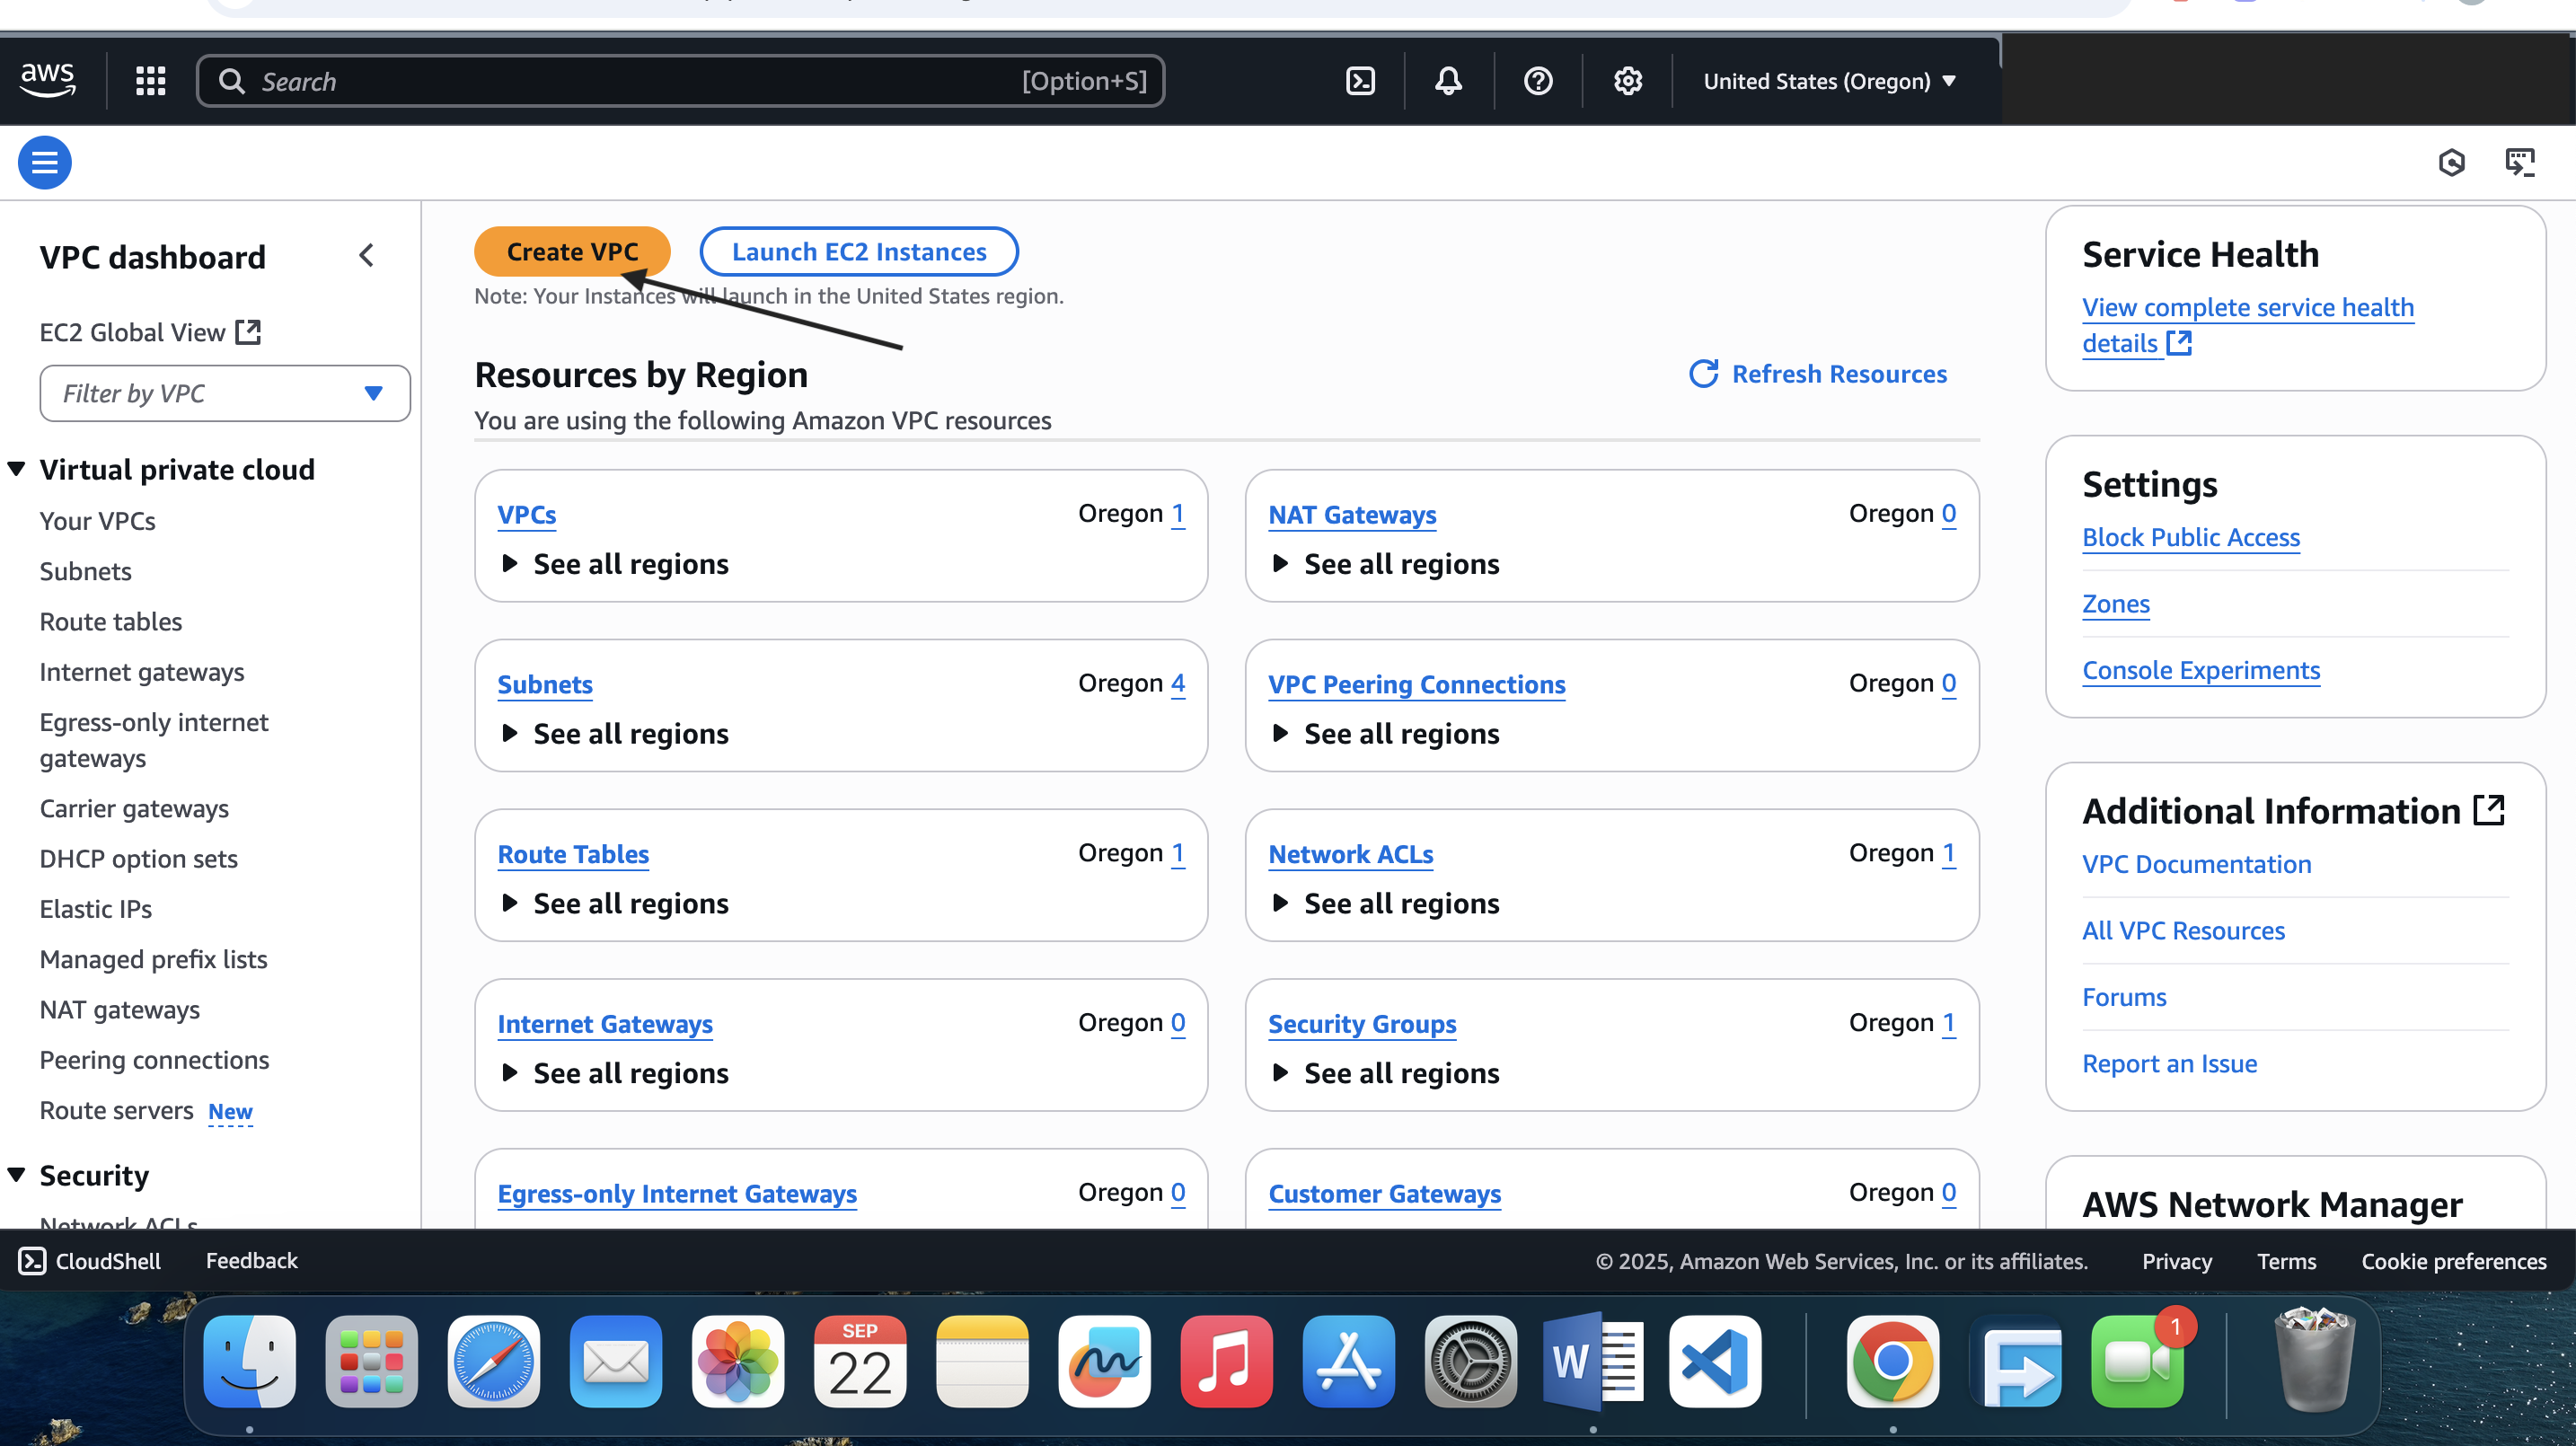 aws
Search [Option+S]
United States (Oregon)
VPC dashboard
EC2 Global View
Filter by VPC
Virtual private cloud
Your VPCs
Subnets
Route tables
Internet gateways
Egress-only internet
gateways
Carrier gateways
DHCP option sets
Elastic IPs
Managed prefix lists
NAT gateways
Peering connections
Route servers New
Security
Network ACLs
Create VPC
Launch EC2 Instances
Note: Your Instances will launch in the United States region.
Resources by Region
Refresh Resources
You are using the following Amazon VPC resources
VPCs
Oregon 1
See all regions
NAT Gateways
Oregon 0
See all regions
Subnets
Oregon 4
See all regions
VPC Peering Connections
Oregon 0
See all regions
Route Tables
Oregon 1
See all regions
Network ACLs
Oregon 1
See all regions
Internet Gateways
Oregon 0
See all regions
Security Groups
Oregon 1
See all regions
Egress-only Internet Gateways
Oregon 0
Customer Gateways
Oregon 0
Service Health
View complete service health
details
Settings
Block Public Access
Zones
Console Experiments
Additional Information
VPC Documentation
All VPC Resources
Forums
Report an Issue
AWS Network Manager
CloudShell
Feedback
© 2025, Amazon Web Services, Inc. or its affiliates.
Privacy
Terms
Cookie preferences
SEP
22
W
1